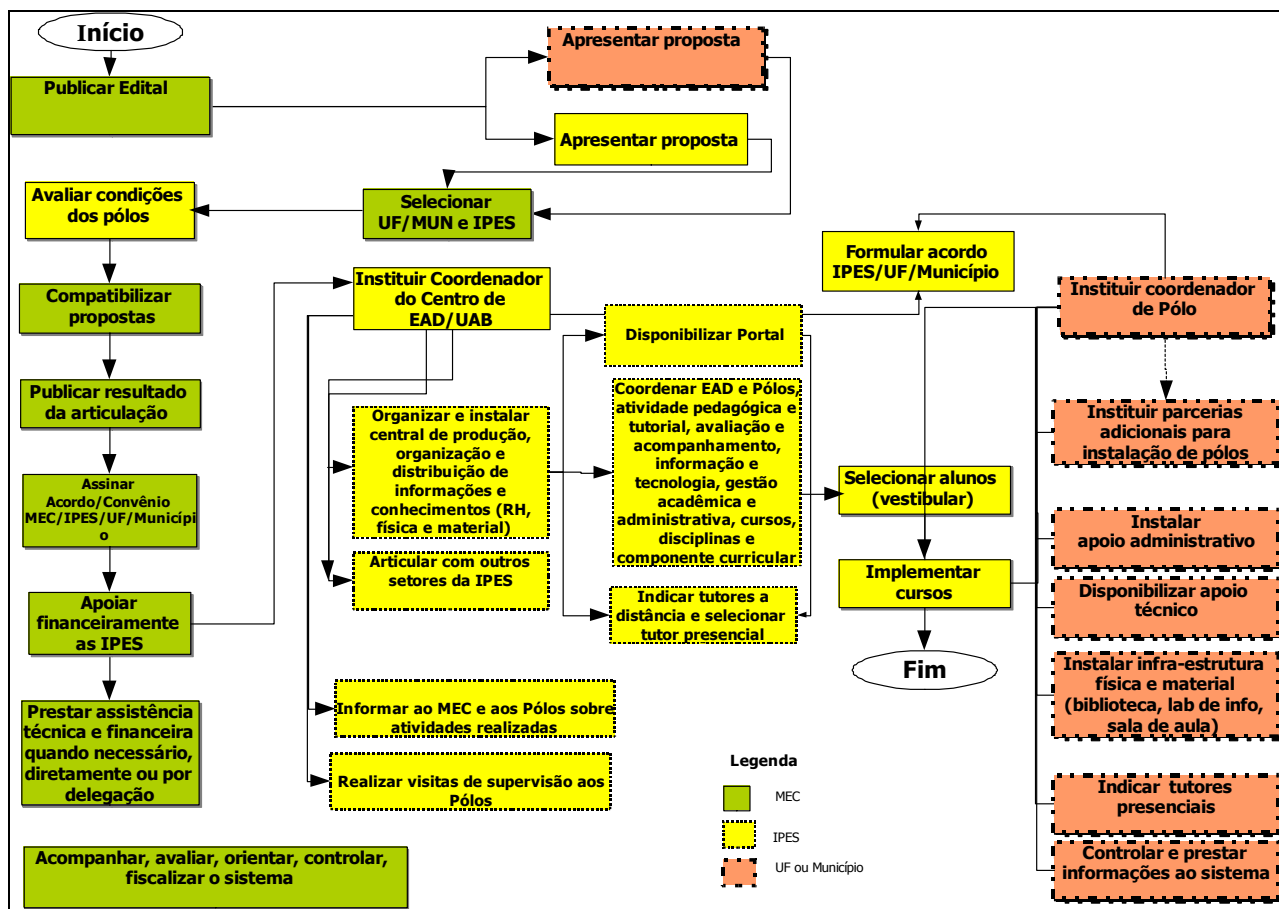 Início
Publicar Edital
Apresentar proposta
Apresentar proposta
Selecionar
UF/MUN e IPES
Avaliar condições
dos pólos
Compatibilizar
propostas
Publicar resultado
da articulação
Assinar
Acordo/Convênio
MEC/IPES/UF/Municípi
o
Apoiar
financeiramente
as IPES
Prestar assistência
técnica e financeira
quando necessário,
diretamente ou por
delegação
Acompanhar, avaliar, orientar, controlar,
fiscalizar o sistema
Instituir Coordenador
do Centro de
EAD/UAB
Organizar e instalar
central de produção,
organização e
distribuição de
informações e
conhecimentos (RH,
física e material)
Articular com outros
setores da IPES
Informar ao MEC e aos Pólos sobre
atividades realizadas
Realizar visitas de supervisão aos
Pólos
Disponibilizar Portal
Coordenar EAD e Pólos,
atividade pedagógica e
tutorial, avaliação e
acompanhamento,
informação e
tecnologia, gestão
acadêmica e
administrativa, cursos,
disciplinas e
componente curricular
Indicar tutores a
distância e selecionar
tutor presencial
Formular acordo
IPES/UF/Município
Selecionar alunos
(vestibular)
Implementar
cursos
Fim
Instituir coordenador
de Pólo
Instituir parcerias
adicionais para
instalação de pólos
Instalar
apoio administrativo
Disponibilizar apoio
técnico
Instalar infra-estrutura
física e material
(biblioteca, lab de info,
sala de aula)
Indicar tutores
presenciais
Controlar e prestar
informações ao sistema
Legenda
MEC
IPES
UF ou Município